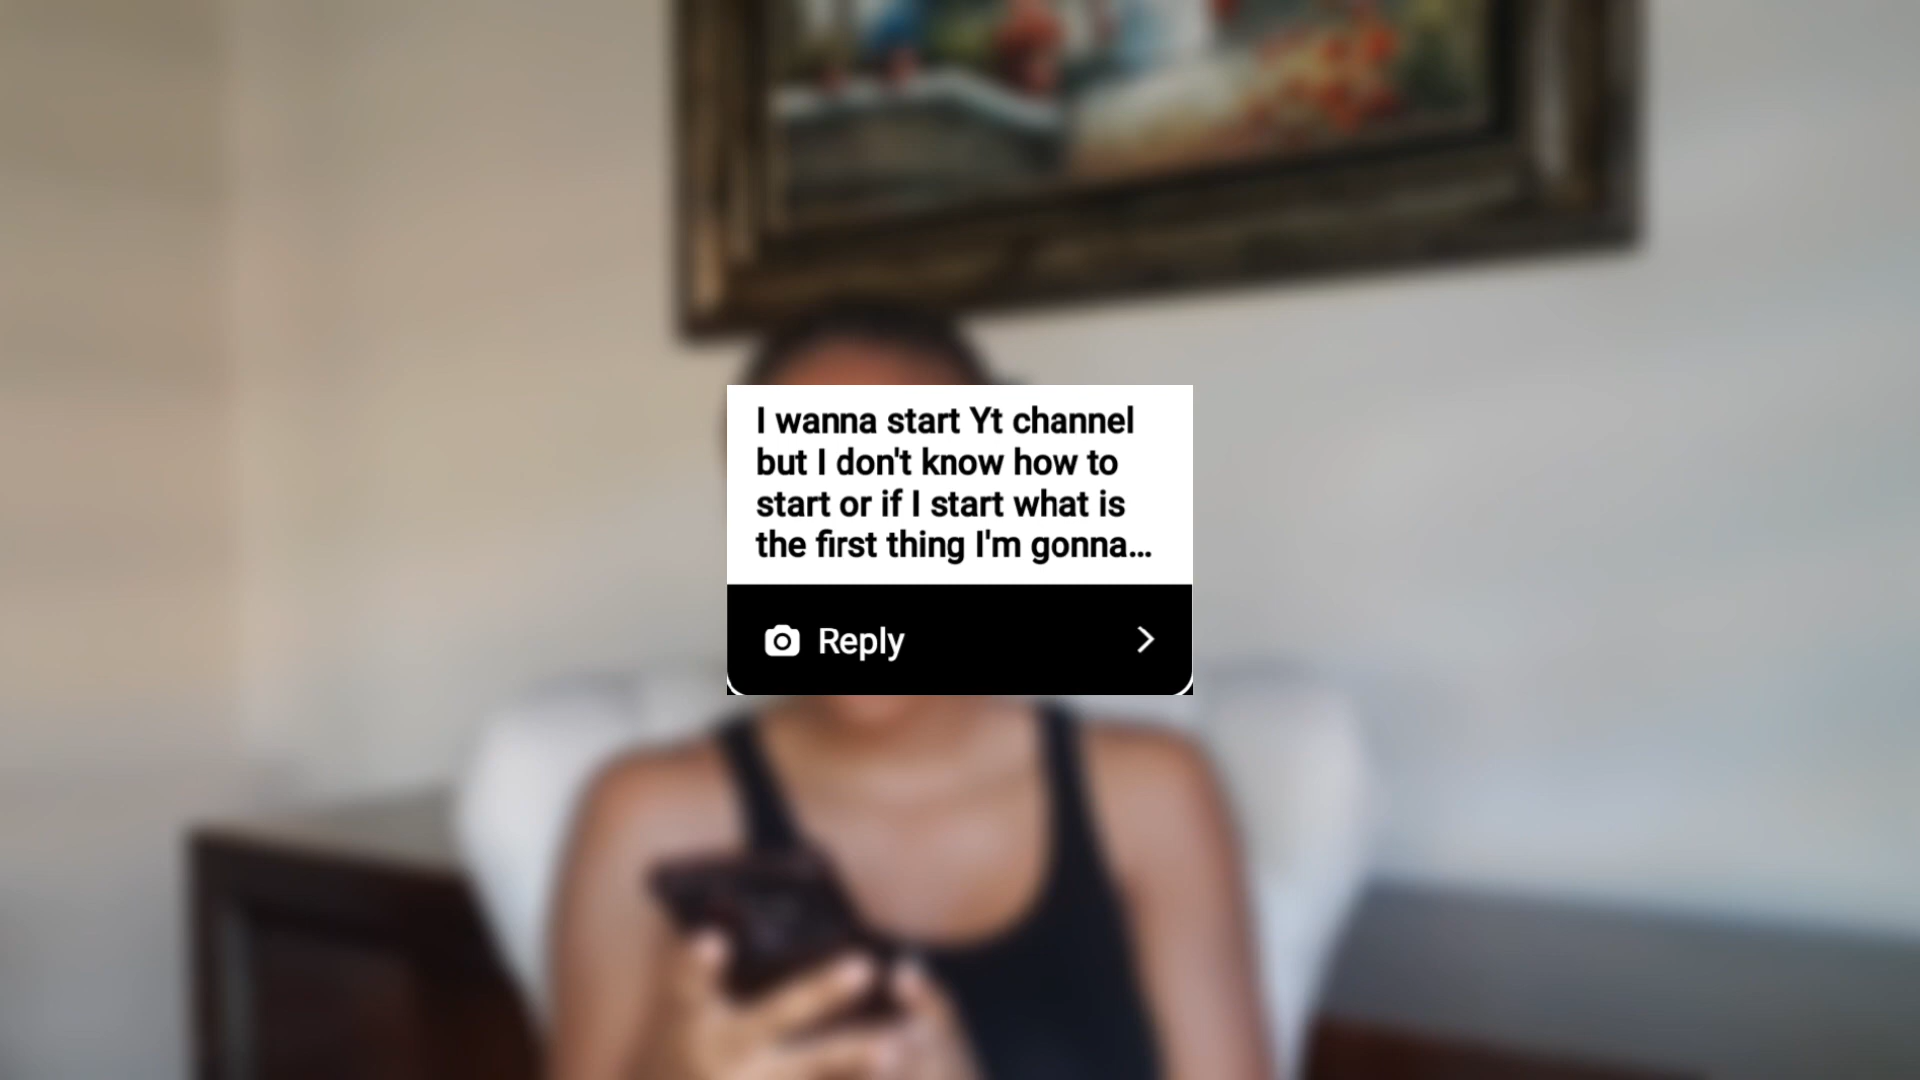 I wanna start Yt channel
but I don't know how to
start or if I start what is
the first thing I'm gonna...
Reply